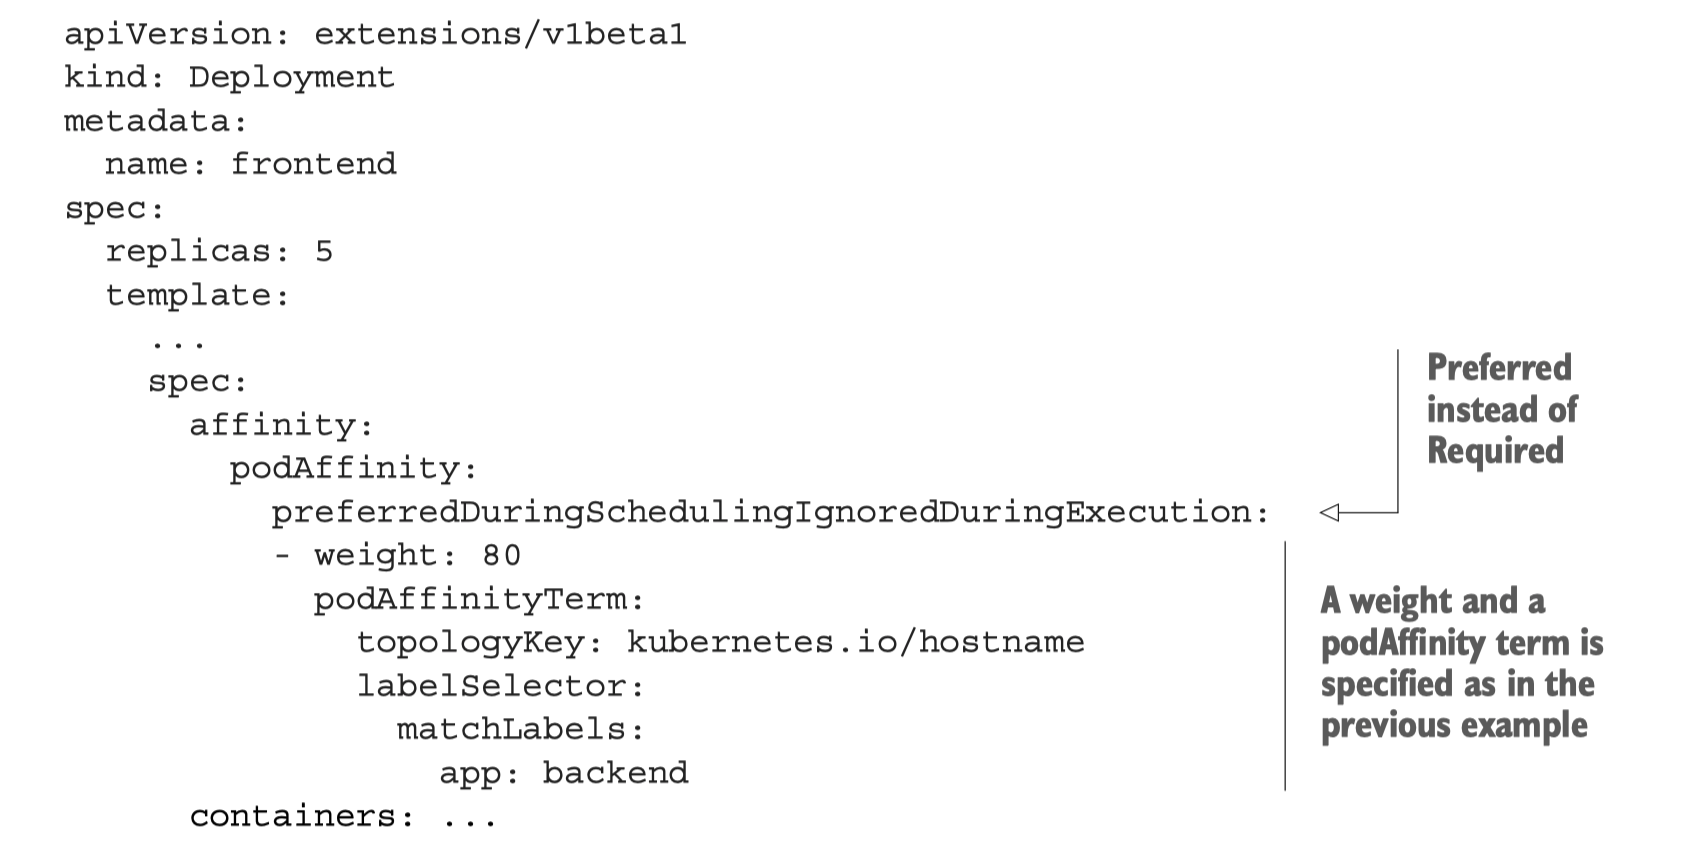 apiVersion: extensions/v1beta1
kind: Deployment
metadata:
  name: frontend
spec:
  replicas: 5
  template:
    ...
    spec:
      affinity:
        podAffinity:
          preferredDuringSchedulingIgnoredDuringExecution:
          - weight: 80
            podAffinityTerm:
              topologyKey: kubernetes.io/hostname
              labelSelector:
                matchLabels:
                  app: backend
      containers: ...
Preferred
instead of
Required
A weight and a
podAffinity term is
specified as in the
previous example